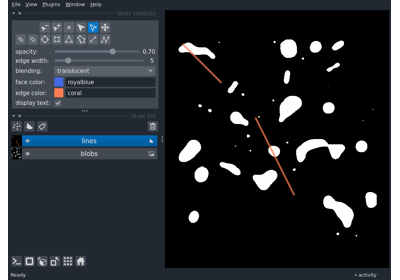 File View Plugins Window Help
layer controls
opacity: 0.70
edge width: 5
blending: translucent
face color: royalblue
edge color: coral
display text:
layer list
lines
blobs
Ready
activity